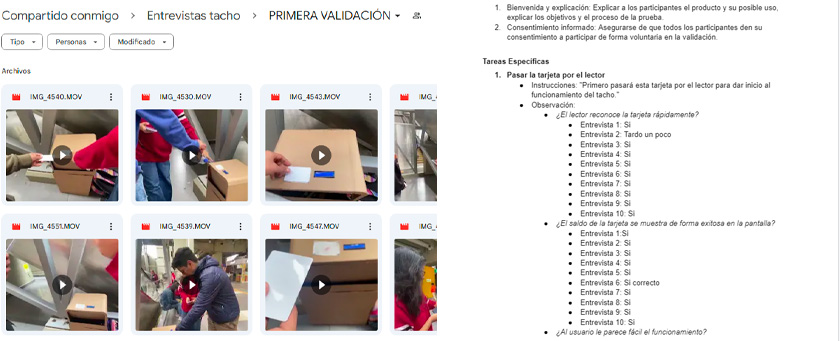 Compartido conmigo > Entrevistas tacho > PRIMERA VALIDACIÓN
Tipo Personas Modificado
Archivos
IMG_4540.MOV IMG_4530.MOV IMG_4543.MOV IMG_4
IMG_4551.MOV IMG_4539.MOV IMG_4547.MOV IMG_4
1. Bienvenida y explicación: Explicar a los participantes el producto y su posible uso,
explicar los objetivos y el proceso de la prueba.
2. Consentimiento informado: Asegurarse de que todos los participantes den su
consentimiento a participar de forma voluntaria en la validación.
Tareas Específicas
1. Pasar la tarjeta por el lector
● Instrucciones: "Primero pasará esta tarjeta por el lector para dar inicio al
funcionamiento del tacho."
● Observación:
● ¿El lector reconoce la tarjeta rápidamente?
● Entrevista 1: Si
● Entrevista 2: Tardo un poco
● Entrevista 3: Si
● Entrevista 4: Si
● Entrevista 5: Si
● Entrevista 6: Si
● Entrevista 7: Si
● Entrevista 8: Si
● Entrevista 9: Si
● Entrevista 10: Si
● ¿El saldo de la tarjeta se muestra de forma exitosa en la pantalla?
● Entrevista 1:Si
● Entrevista 2: Si
● Entrevista 3: Si
● Entrevista 4: Si
● Entrevista 5: Si
● Entrevista 6: Si correcto
● Entrevista 7: Si
● Entrevista 8: Si
● Entrevista 9: Si
● Entrevista 10: Si
● ¿Al usuario le parece fácil el funcionamiento?